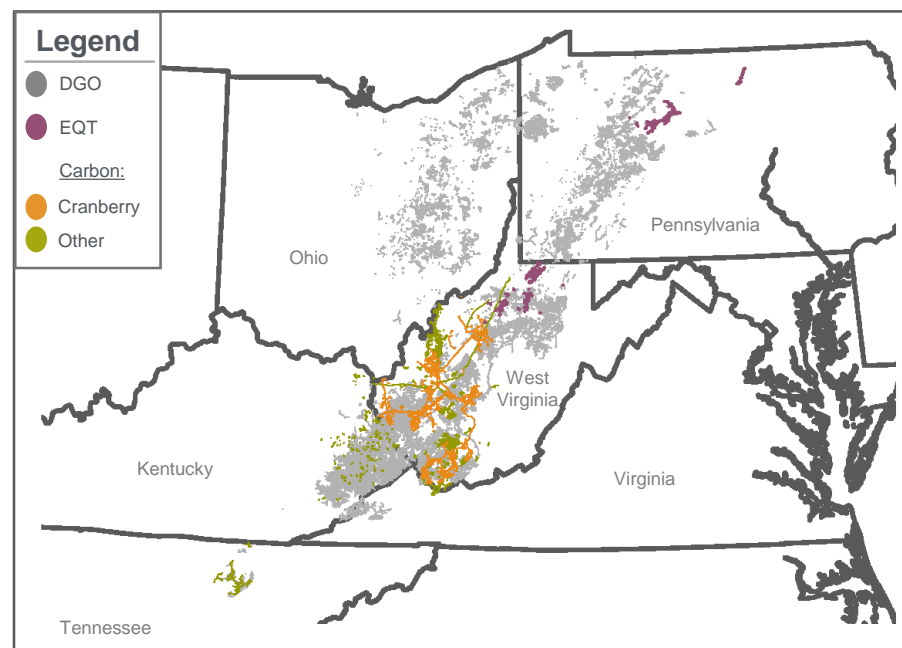 Legend
DGO
EQT
Carbon:
Cranberry
Other
Ohio
Pennsylvania
West
Virginia
Kentucky
Virginia
Tennessee